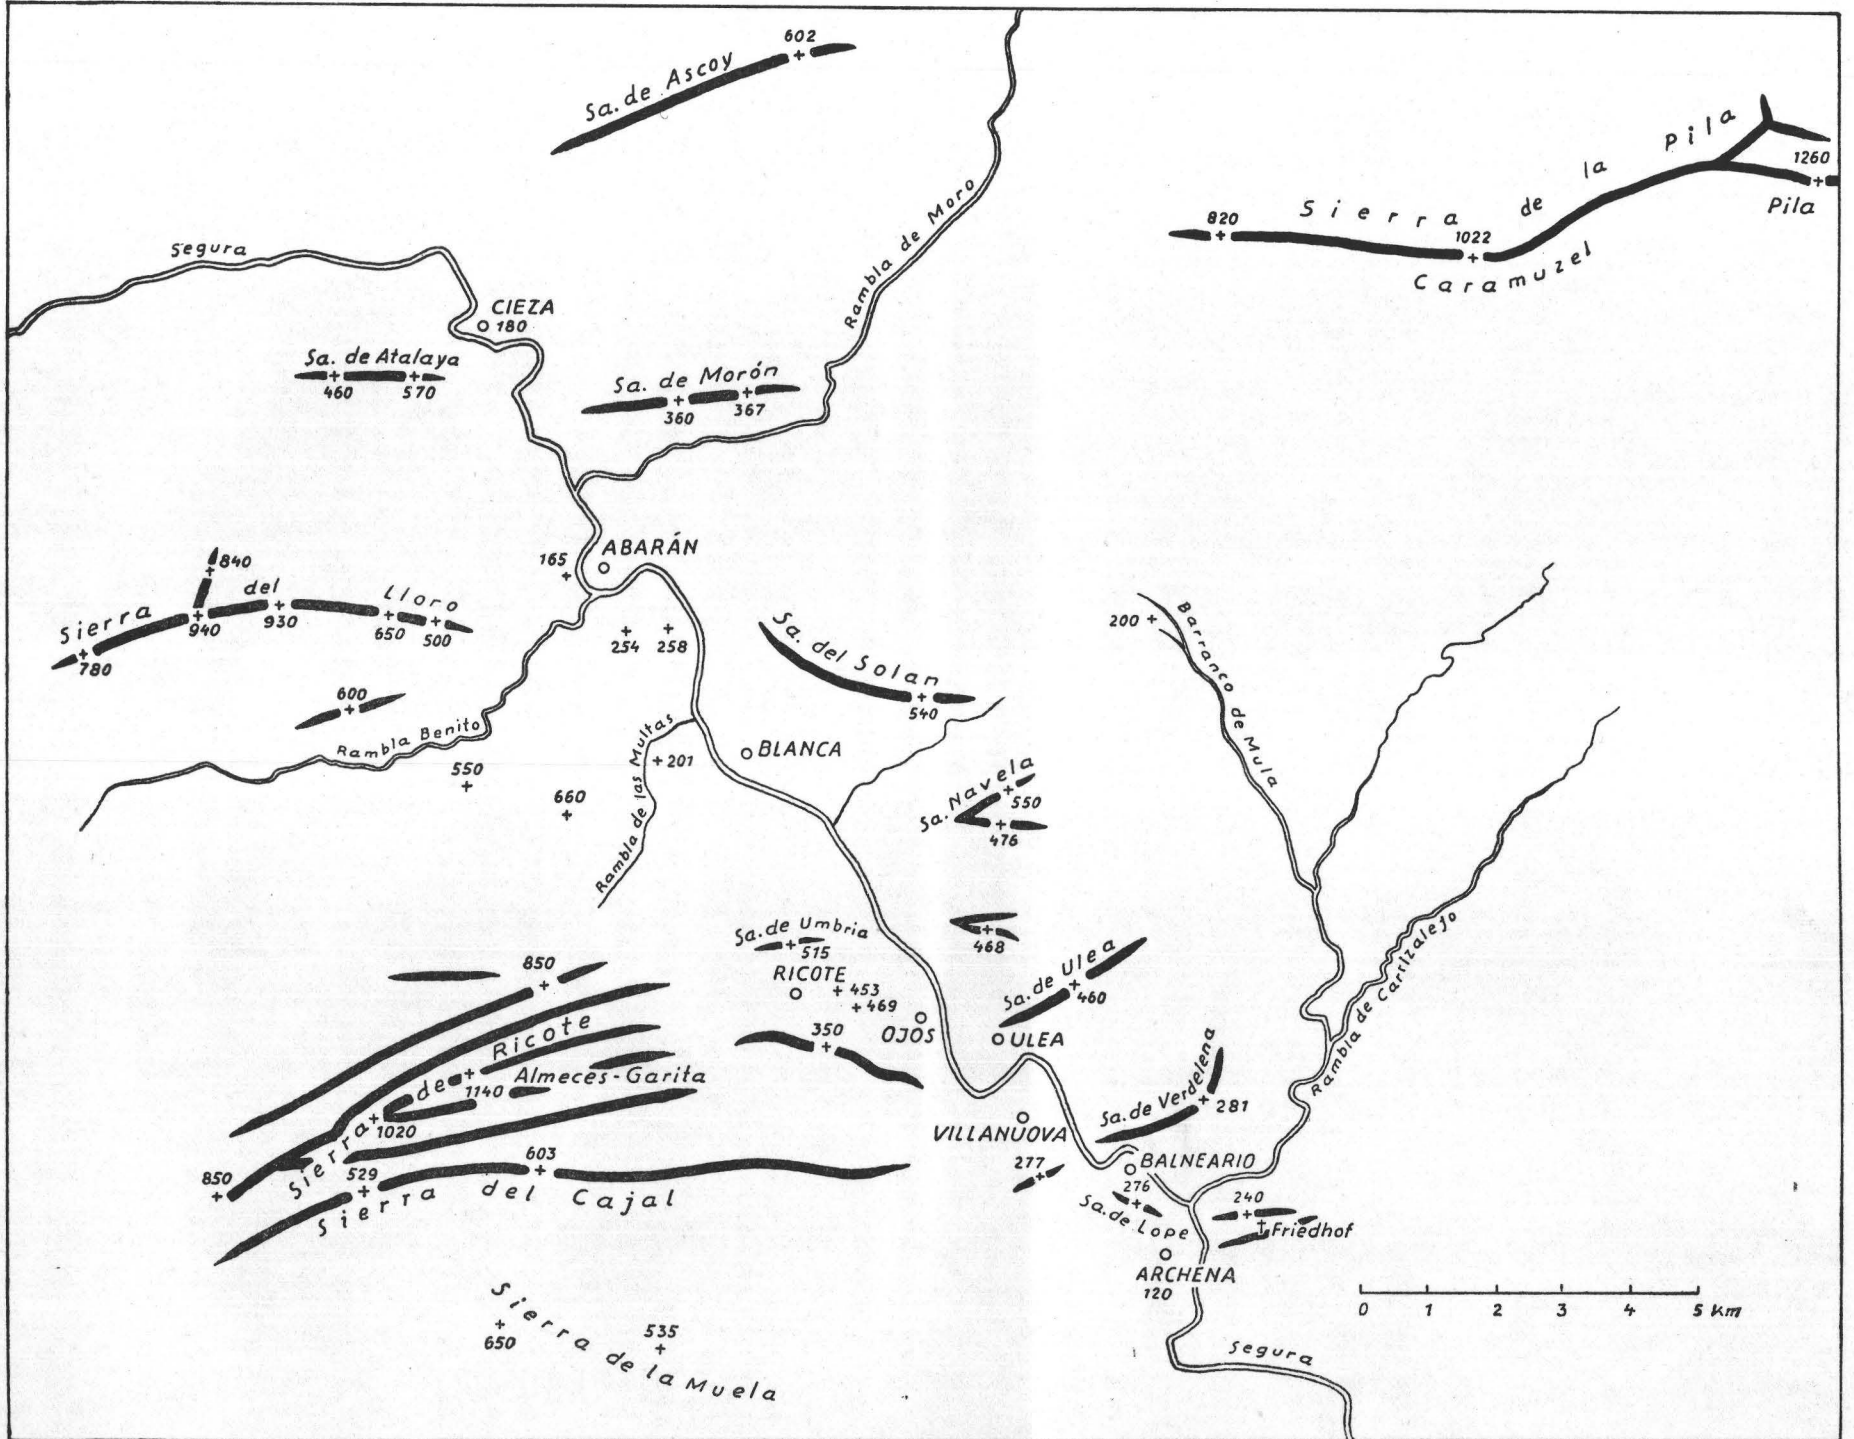 602
Sa. de Ascoy
Sierra de la Pila
1260
Pila
820
1022
Caramuzel
Segura
Rambla de Moro
CIEZA
180
Sa. de Atalaya
460
570
Sa. de Morón
360
367
165
ABARÁN
840
Sierra del Lloro
940
930
650
500
780
254
258
Sa. del Solan
540
200
Barranco de Mula
600
Rambla Benito
550
660
Rambla de las Multas
201
BLANCA
Sa. Navela
550
476
468
Sa. de Umbria
515
RICOTE
453
469
OJOS
350
Sa. de Ulea
460
ULEA
Rambla de Carrizalejo
850
Sierra de Ricote
1140
Almeces-Garita
1020
850
529
603
Sierra del Cajal
VILLANUOVA
Sa. de Verdelena
281
277
BALNEARIO
276
Sa. de Lope
240
Friedhof
ARCHENA
120
0 1 2 3 4 5 Km
Segura
650
535
Sierra de la Muela